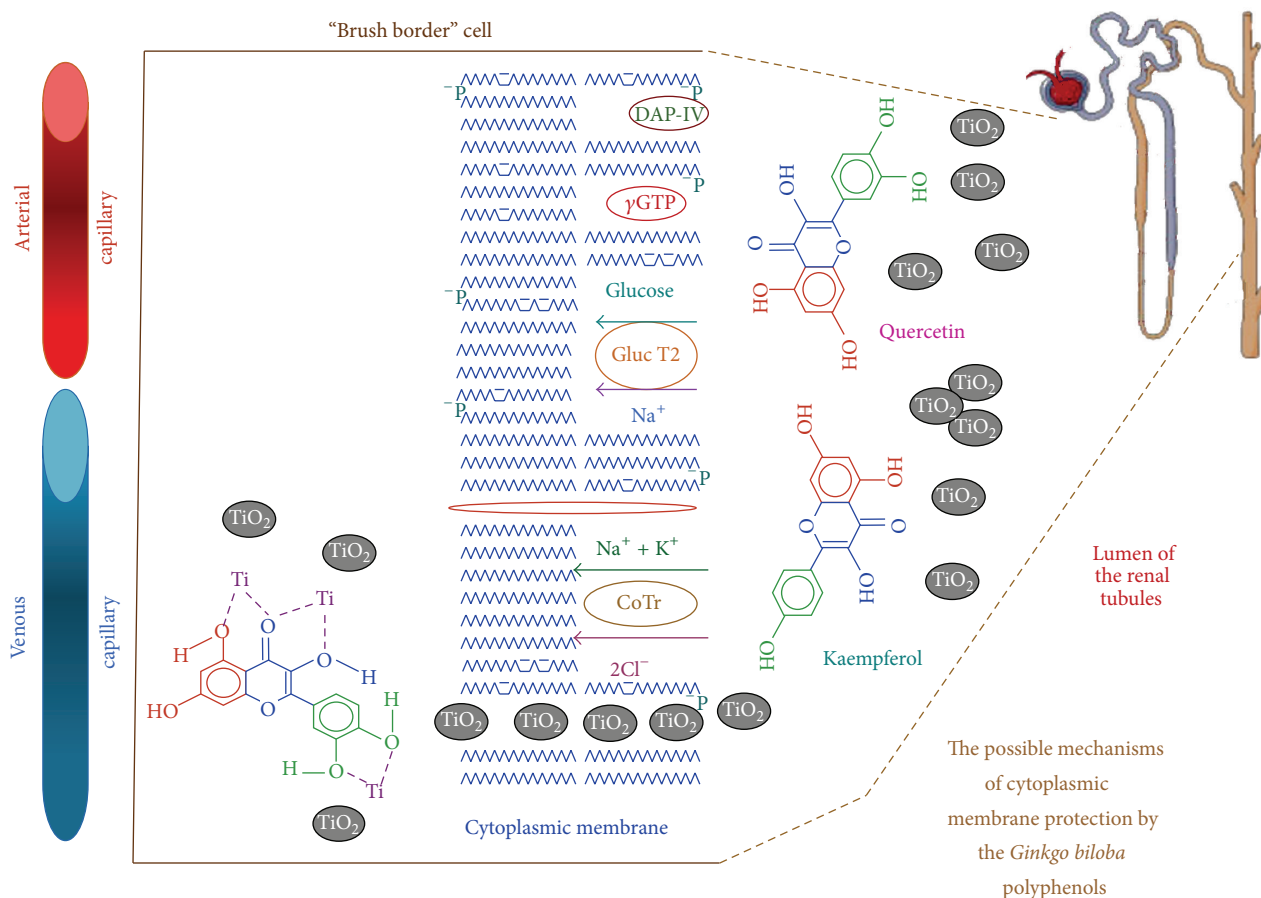 “Brush border” cell
Arterial
capillary
Venous
capillary
⁻P
⁻P
DAP-IV
⁻P
γGTP
Glucose
⁻P
Gluc T2
⁻P
Na⁺
⁻P
Na⁺ + K⁺
CoTr
2Cl⁻
⁻P
TiO₂
TiO₂
TiO₂
TiO₂
TiO₂
Cytoplasmic membrane
TiO₂
TiO₂
Ti
Ti
H
O
O
O
H
HO
O
H
O
H
O
Ti
TiO₂
OH
HO
OH
O
O
HO
HO
Quercetin
TiO₂
TiO₂
TiO₂
TiO₂
TiO₂
TiO₂
TiO₂
TiO₂
TiO₂
OH
OH
O
O
HO
HO
Kaempferol
Lumen of
the renal
tubules
The possible mechanisms
of cytoplasmic
membrane protection by
the Ginkgo biloba
polyphenols